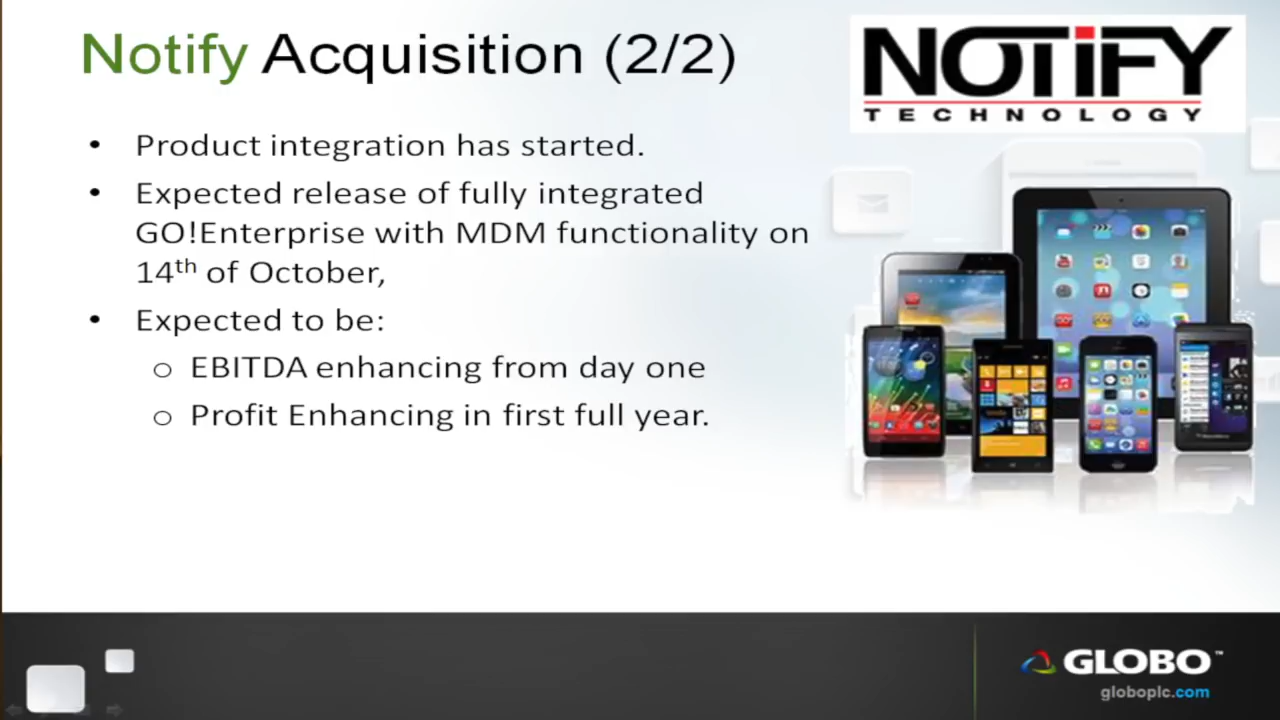 Notify Acquisition (2/2)
NOTiFY
TECHNOLOGY
• Product integration has started.
• Expected release of fully integrated
GO!Enterprise with MDM functionality on
14th of October,
• Expected to be:
o EBITDA enhancing from day one
o Profit Enhancing in first full year.
GLOBO™
globoplc.com